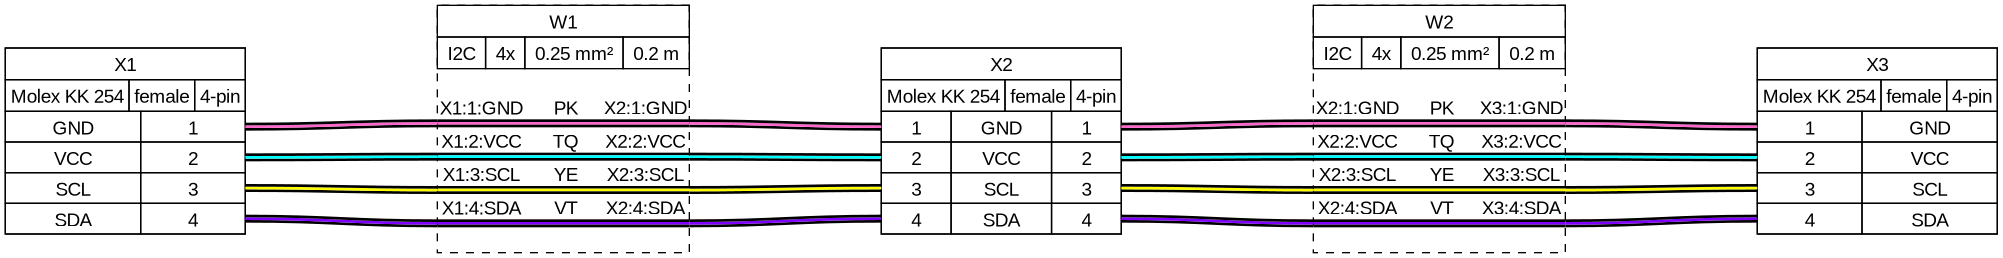 W1
I2C 4x 0.25 mm² 0.2 m
W2
I2C 4x 0.25 mm² 0.2 m
X1
Molex KK 254 female 4-pin
GND 1
VCC 2
SCL 3
SDA 4
X1:1:GND PK X2:1:GND
X1:2:VCC TQ X2:2:VCC
X1:3:SCL YE X2:3:SCL
X1:4:SDA VT X2:4:SDA
X2
Molex KK 254 female 4-pin
1 GND 1
2 VCC 2
3 SCL 3
4 SDA 4
X2:1:GND PK X3:1:GND
X2:2:VCC TQ X3:2:VCC
X2:3:SCL YE X3:3:SCL
X2:4:SDA VT X3:4:SDA
X3
Molex KK 254 female 4-pin
1 GND
2 VCC
3 SCL
4 SDA